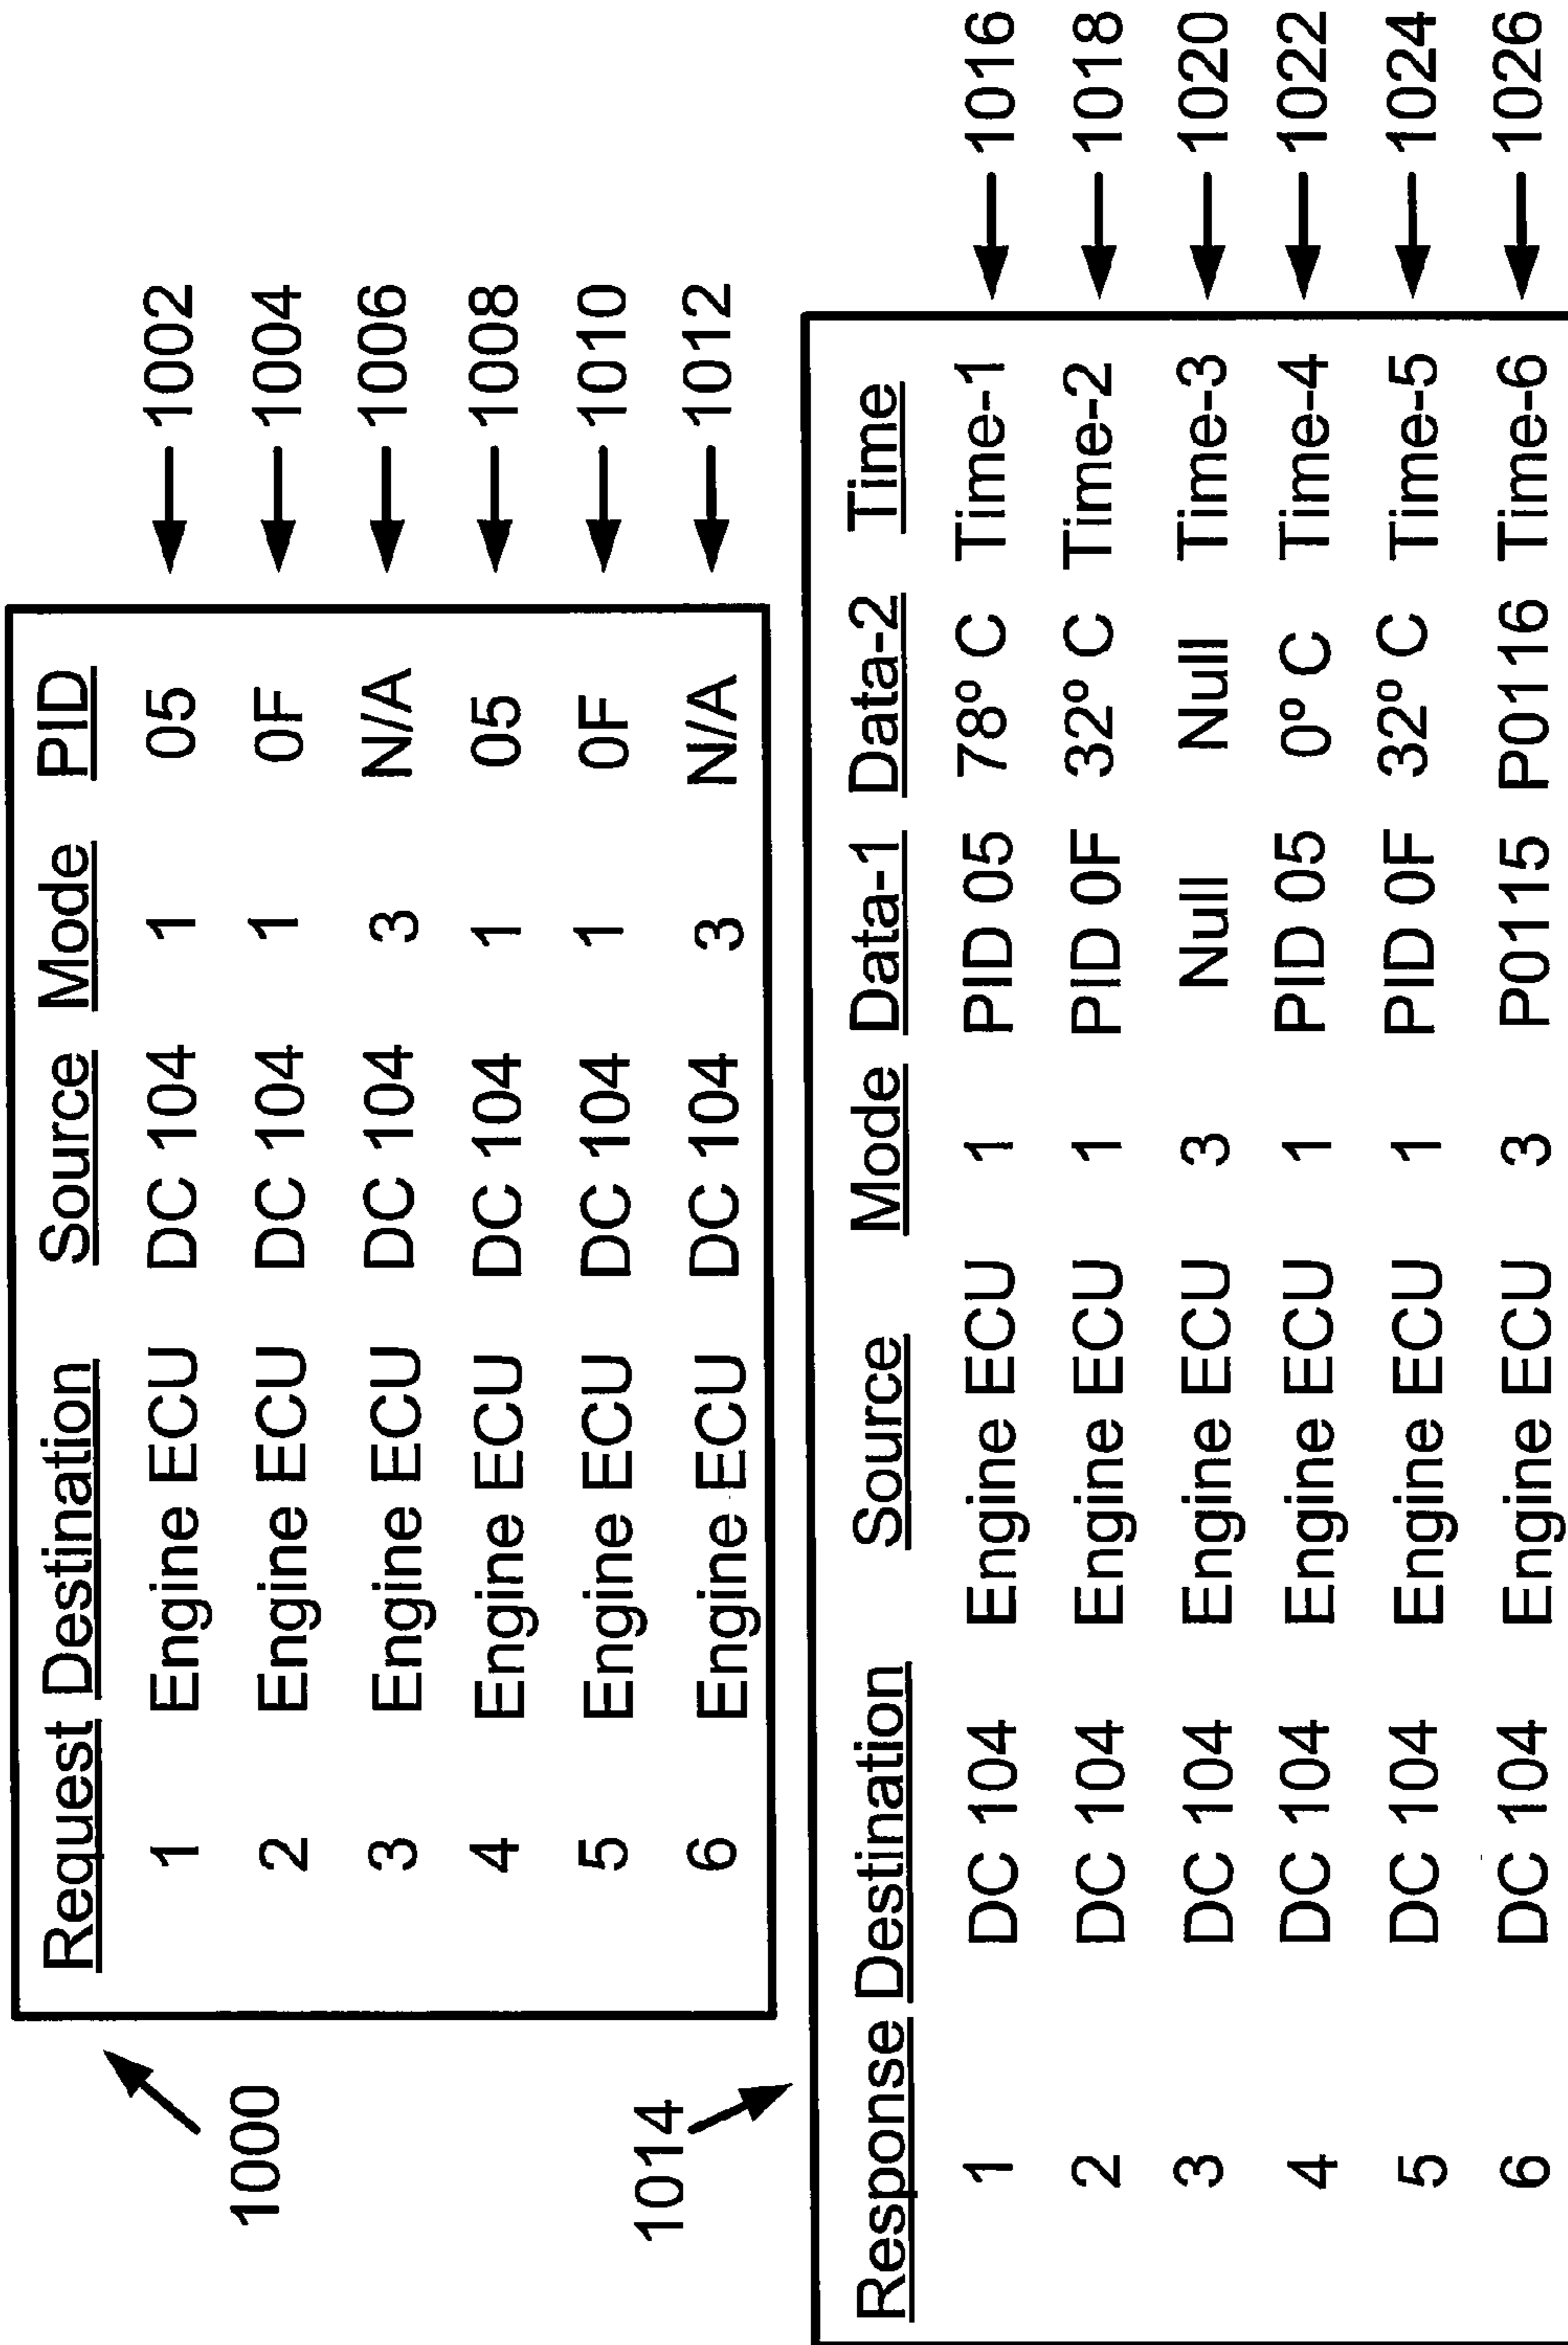 1000
Request Destination Source Mode PID
1 Engine ECU DC 104 1 05 1002
2 Engine ECU DC 104 1 0F 1004
3 Engine ECU DC 104 3 N/A 1006
4 Engine ECU DC 104 1 05 1008
5 Engine ECU DC 104 1 0F 1010
6 Engine ECU DC 104 3 N/A 1012
1014
Response Destination Source Mode Data-1 Data-2 Time
1 DC 104 Engine ECU 1 PID 05 78º C Time-1 1016
2 DC 104 Engine ECU 1 PID 0F 32º C Time-2 1018
3 DC 104 Engine ECU 3 Null Null Time-3 1020
4 DC 104 Engine ECU 1 PID 05 0º C Time-4 1022
5 DC 104 Engine ECU 1 PID 0F 32º C Time-5 1024
6 DC 104 Engine ECU 3 P0115 P0116 Time-6 1026